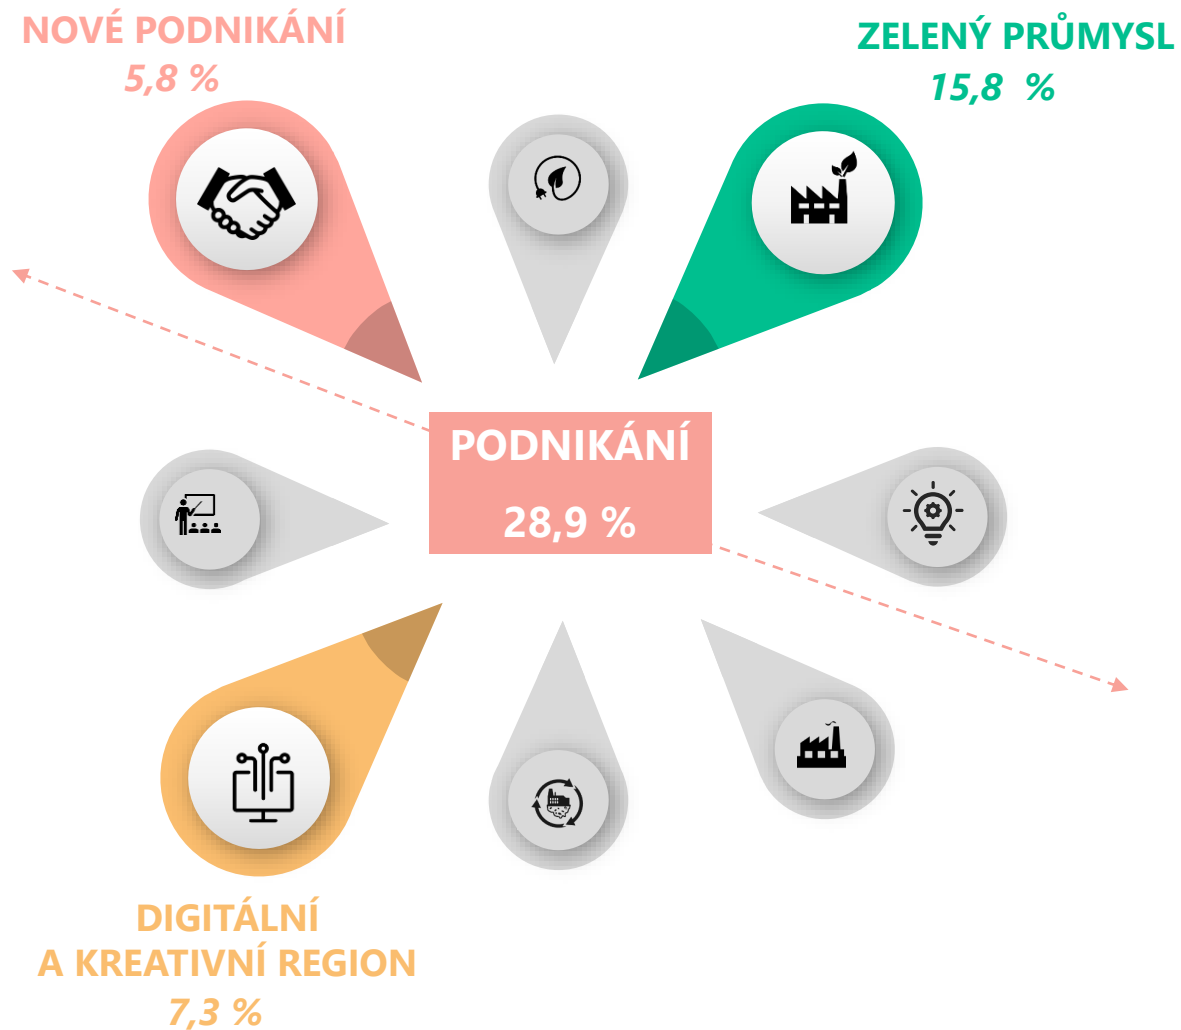 NOVÉ PODNIKÁNÍ
5,8 %
ZELENÝ PRŮMYSL
15,8 %
PODNIKÁNÍ
28,9 %
DIGITÁLNÍ
A KREATIVNÍ REGION
7,3 %